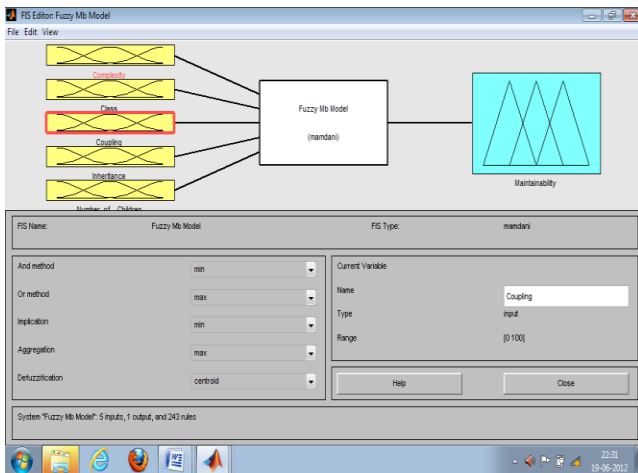 FIS Editor: Fuzzy Mb Model
File Edit View
Complexity
Class
Coupling
Inheritance
Number_of_Children
Fuzzy Mb Model
(mamdani)
Maintainability
FIS Name: Fuzzy Mb Model FIS Type: mamdani
And method min
Or method max
Implication min
Aggregation max
Defuzzification centroid
Current Variable
Name Coupling
Type input
Range [0 100]
Help Close
System "Fuzzy Mb Model": 5 inputs, 1 output, and 243 rules
22:31
19-06-2012